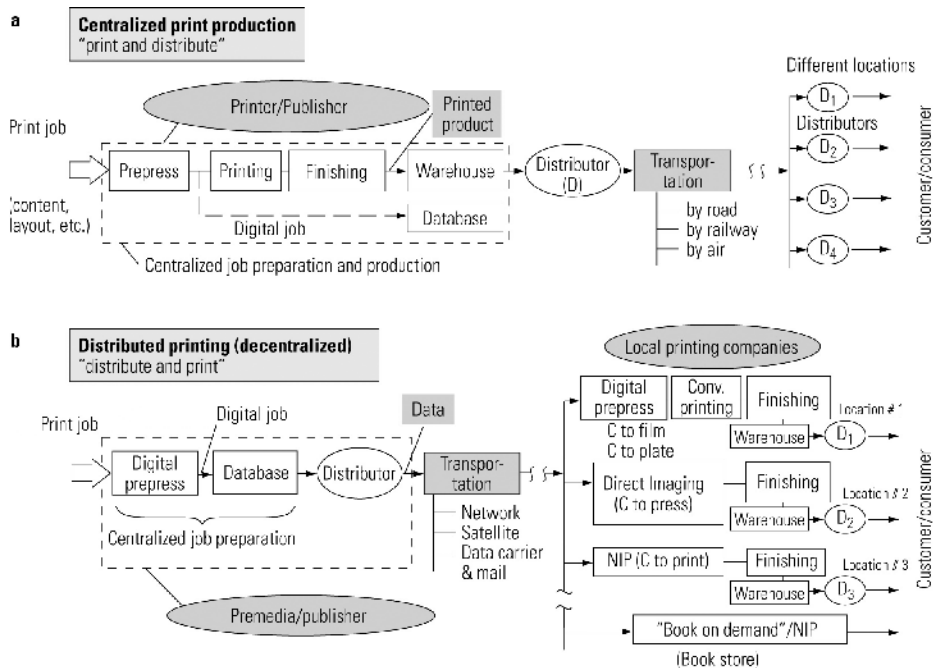 a
Centralized print production
"print and distribute"
Different locations
Printer/Publisher
Printed
product
D1
Print job
Distributors
Prepress
Printing
Finishing
Warehouse
Distributor
(D)
Transpor-
tation
D2
(content,
layout, etc.)
Digital job
Database
by road
by railway
by air
D3
D4
Customer/consumer
Centralized job preparation and production
b
Distributed printing (decentralized)
"distribute and print"
Local printing companies
Digital job
Data
Print job
Digital
prepress
Conv.
printing
Finishing
Location # 1
C to film
C to plate
Warehouse
D1
Digital
prepress
Database
Distributor
Transpor-
tation
Direct Imaging
(C to press)
Finishing
Location # 2
Warehouse
D2
Centralized job preparation
Network
Satellite
Data carrier
& mail
NIP (C to print)
Finishing
Location # 3
Warehouse
D3
Customer/consumer
Premedia/publisher
"Book on demand"/NIP
(Book store)